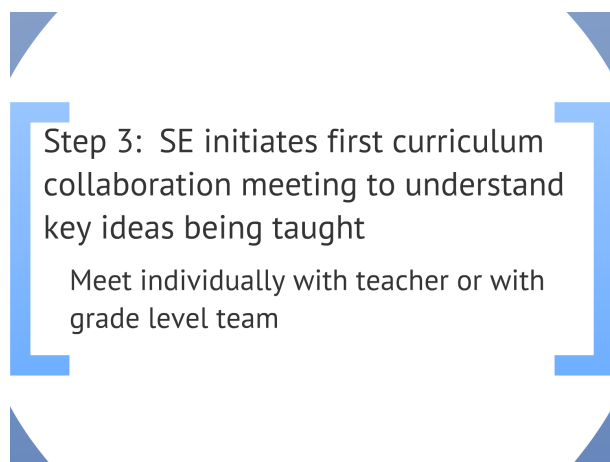 Step 3:  SE initiates first curriculum
collaboration meeting to understand
key ideas being taught
Meet individually with teacher or with
grade level team